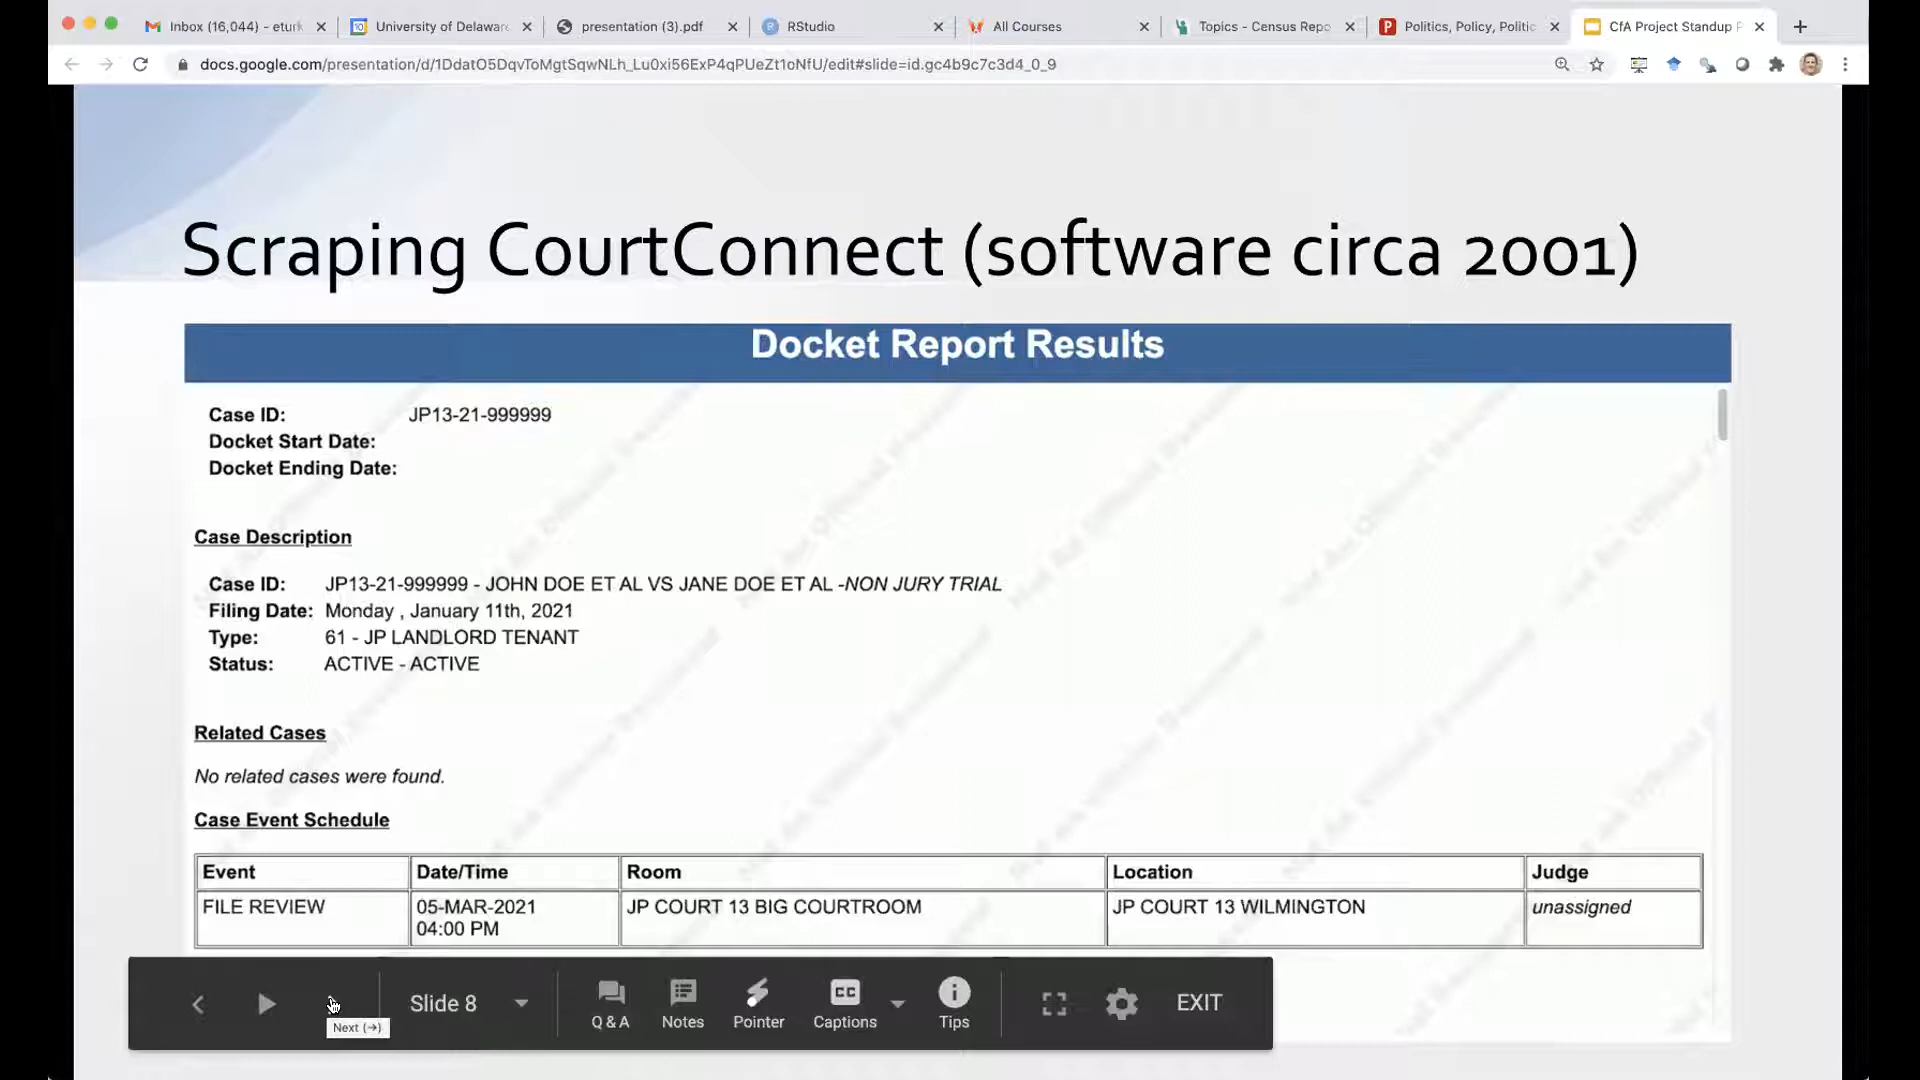 Inbox (16,044) - eturk
University of Delaware
presentation (3).pdf
RStudio
All Courses
Topics - Census Repo
Politics, Policy, Politic
CfA Project Standup P
docs.google.com/presentation/d/1DdatO5DqvToMgtSqwNLh_Lu0xi56ExP4qPUeZt1oNfU/edit#slide=id.gc4b9c7c3d4_0_9
Scraping CourtConnect (software circa 2001)
Docket Report Results
Case ID: JP13-21-999999
Docket Start Date:
Docket Ending Date:
Case Description
Case ID: JP13-21-999999 - JOHN DOE ET AL VS JANE DOE ET AL -NON JURY TRIAL
Filing Date: Monday , January 11th, 2021
Type: 61 - JP LANDLORD TENANT
Status: ACTIVE - ACTIVE
Related Cases
No related cases were found.
Case Event Schedule
Event Date/Time Room Location Judge
FILE REVIEW 05-MAR-2021 JP COURT 13 BIG COURTROOM JP COURT 13 WILMINGTON unassigned
04:00 PM
Slide 8
Q & A
Notes
Pointer
CC
Captions
Tips
EXIT
Next (→)